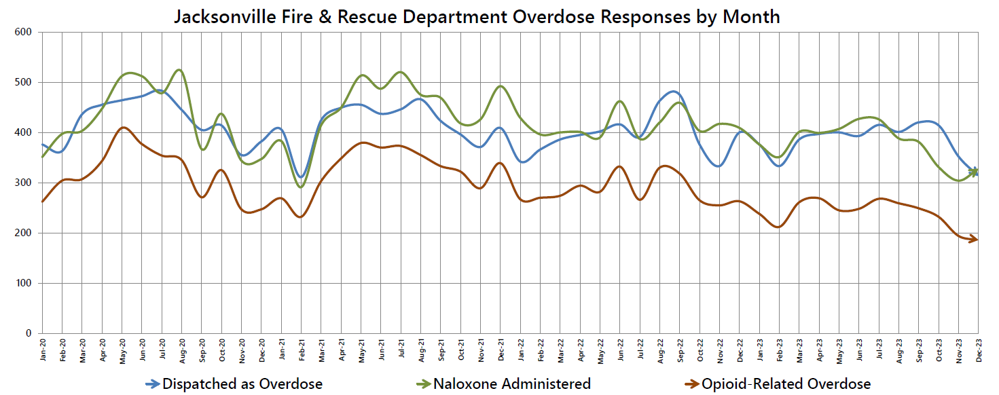 Jacksonville Fire & Rescue Department Overdose Responses by Month
600
500
400
300
200
100
0
Jan-20
Feb-20
Mar-20
Apr-20
May-20
Jun-20
Jul-20
Aug-20
Sep-20
Oct-20
Nov-20
Dec-20
Jan-21
Feb-21
Mar-21
Apr-21
May-21
Jun-21
Jul-21
Aug-21
Sep-21
Oct-21
Nov-21
Dec-21
Jan-22
Feb-22
Mar-22
Apr-22
May-22
Jun-22
Jul-22
Aug-22
Sep-22
Oct-22
Nov-22
Dec-22
Jan-23
Feb-23
Mar-23
Apr-23
May-23
Jun-23
Jul-23
Aug-23
Sep-23
Oct-23
Nov-23
Dec-23
Dispatched as Overdose
Naloxone Administered
Opioid-Related Overdose